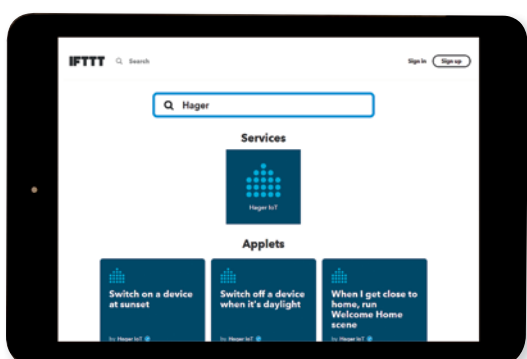 IFTTT Search Sign in Sign up
Hager
Services
Hager IoT
Applets
Switch on a device
at sunset
by Hager IoT
Switch off a device
when it's daylight
by Hager IoT
When I get close to
home, run
Welcome Home
scene
by Hager IoT